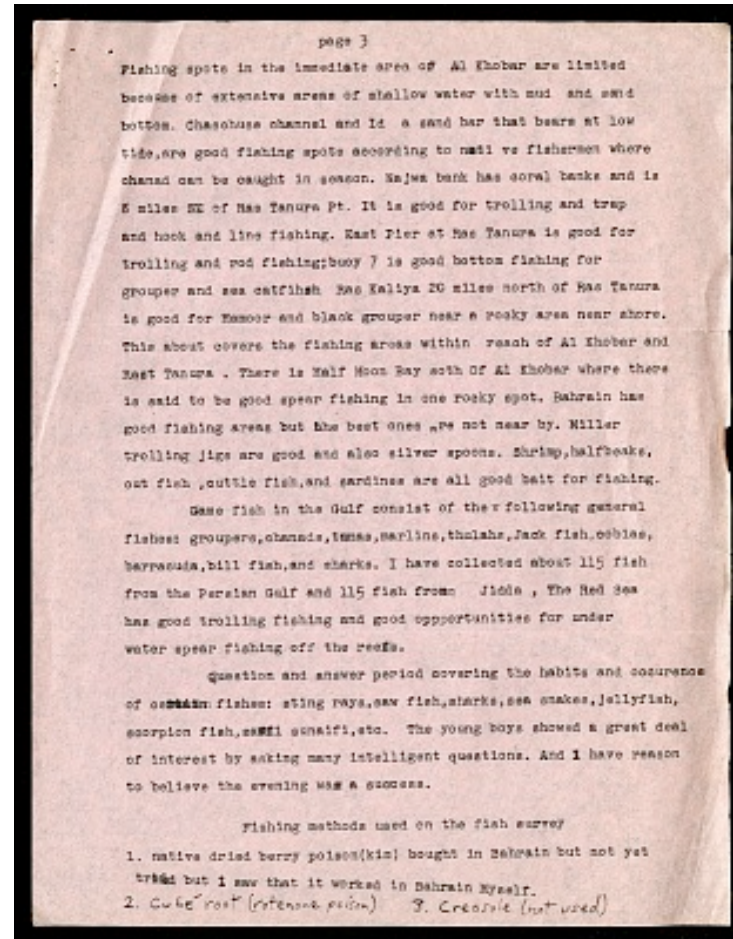 page 3
Fishing spots in the immediate area of Al Khobar are limited
because of extensive areas of shallow water with mud and sand
bottom. Chaschuse channel and Id a sand bar that bears at low
tide,are good fishing spots according to nati ve fishermen where
chanad can be caught in season. Najwa bank has coral banks and is
miles of Ras Tanura Pt. It is good for trolling and trap
and hook and line fishing. East Pier at Ras Tanura is good for
trolling and rod fishing;buoy 7 is good bottom fishing for
grouper and sea catfihsh Ras Kaliya 20 miles north of Ras Tanura
is good for Hamoor and black grouper near a rocky area near shore.
This about covers the fishing areas within reach of Al Khobar and
Rast Tanura . There is Half Moon Bay soth Of Al Khobar where there
is said to be good spear fishing in one rocky spot. Bahrain has
good fishing areas but the best ones are not near by. Miller
trolling jigs are good and also silver spoons. Shrimp,halfbeaks,
cut fish ,cuttle fish,and sardines are all good bait for fishing.
Game fish in the Gulf consist of the following general
fishes: groupers,chanads,tunas,marlins,thulahs,Jack fish,cobias,
barracuda,bill fish,and sharks. I have collected about 115 fish
from the Persian Gulf and 115 fish from Jidda , The Red Sea
has good trolling fishing and good oppportunities for under
water spear fishing off the reefs.
Question and answer period covering the habits and occurence
of certain fishes: sting rays,saw fish,sharks,sea snakes,jellyfish,
scorpion fish, sunaifi,etc. The young boys showed a great deal
of interest by asking many intelligent questions. And I have reason
to believe the evening was a success.
Fishing methods used on the fish survey
1. native dried berry poison(kim) bought in Bahrain but not yet
tried but I saw that it worked in Bahrain Myself.
2. Cube root (rotenone poison) 3. Creosole (not used)